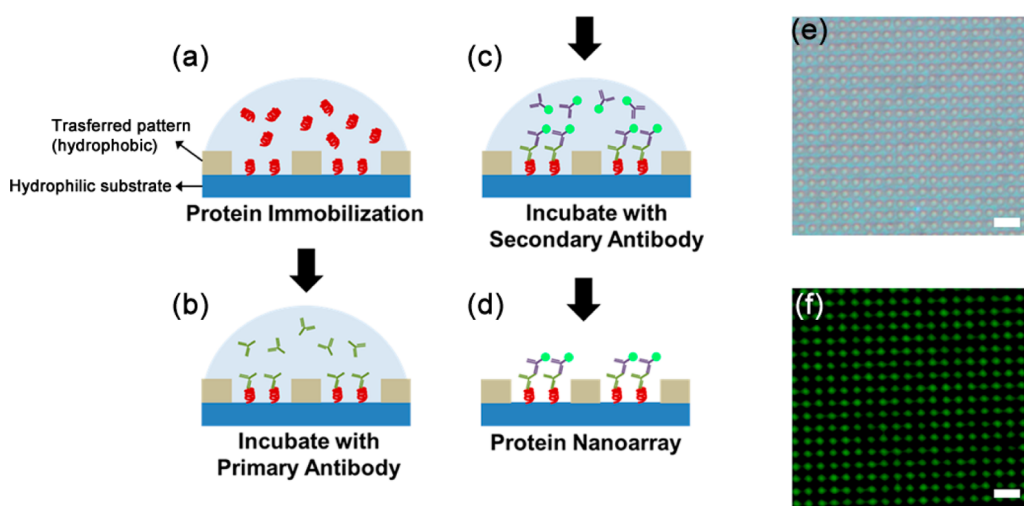 (a)
Trasferred pattern
(hydrophobic)
Hydrophilic substrate
Protein Immobilization
(b)
Incubate with
Primary Antibody
(c)
Incubate with
Secondary Antibody
(d)
Protein Nanoarray
(e)
(f)